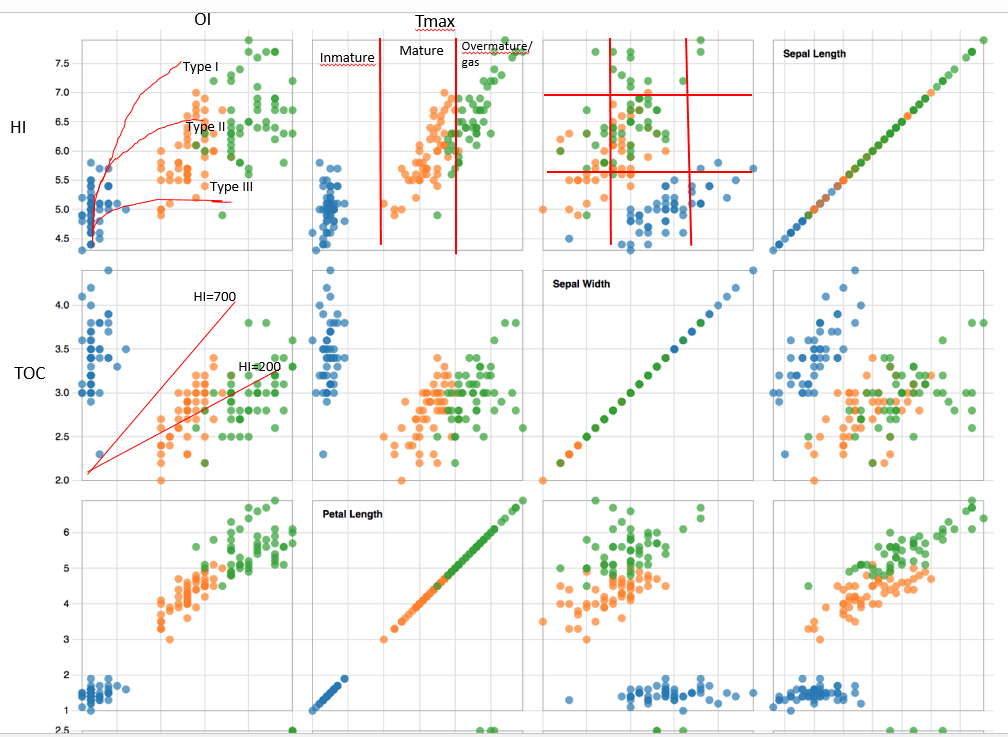 OI
Tmax
HI
7.5
7.0
6.5
6.0
5.5
5.0
4.5
Type I
Type II
Type III
Inmature
Mature
Overmature/
gas
Sepal Length
TOC
4.0
3.5
3.0
2.5
2.0
HI=700
HI=200
Sepal Width
6
5
4
3
2
1
Petal Length
2.5